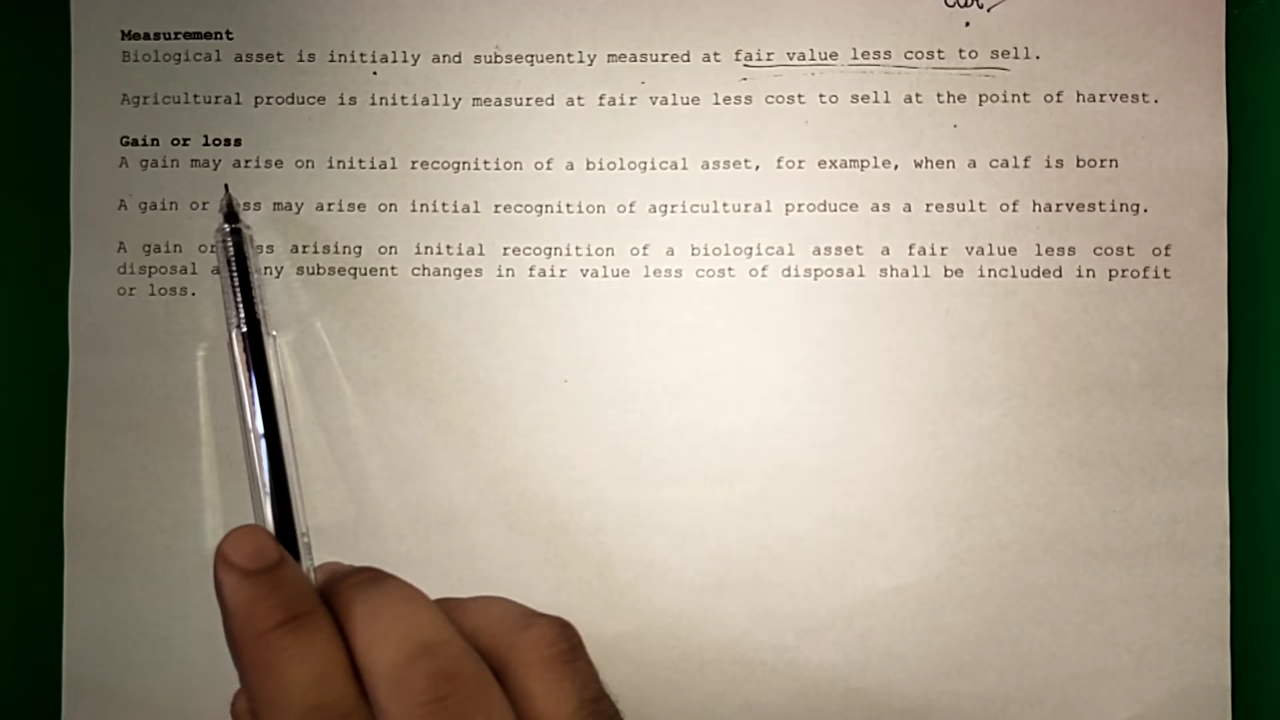 Measurement
Biological asset is initially and subsequently measured at fair value less cost to sell.
Agricultural produce is initially measured at fair value less cost to sell at the point of harvest.
Gain or loss
A gain may arise on initial recognition of a biological asset, for example, when a calf is born
A gain or may arise on initial recognition of agricultural produce as a result of harvesting.
A gain or arising on initial recognition of a biological asset a fair value less cost of
disposal subsequent changes in fair value less cost of disposal shall be included in profit
or loss.